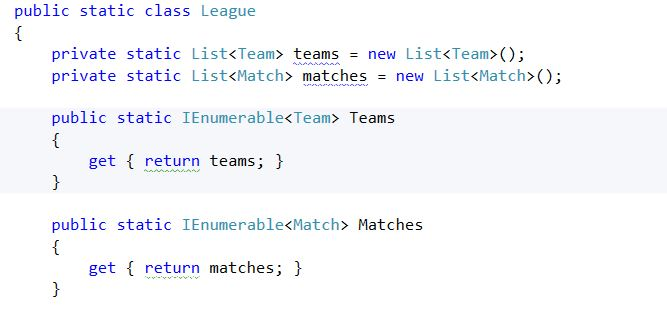 public static class League
{
    private static List<Team> teams = new List<Team>();
    private static List<Match> matches = new List<Match>();

    public static IEnumerable<Team> Teams
    {
        get { return teams; }
    }

    public static IEnumerable<Match> Matches
    {
        get { return matches; }
    }